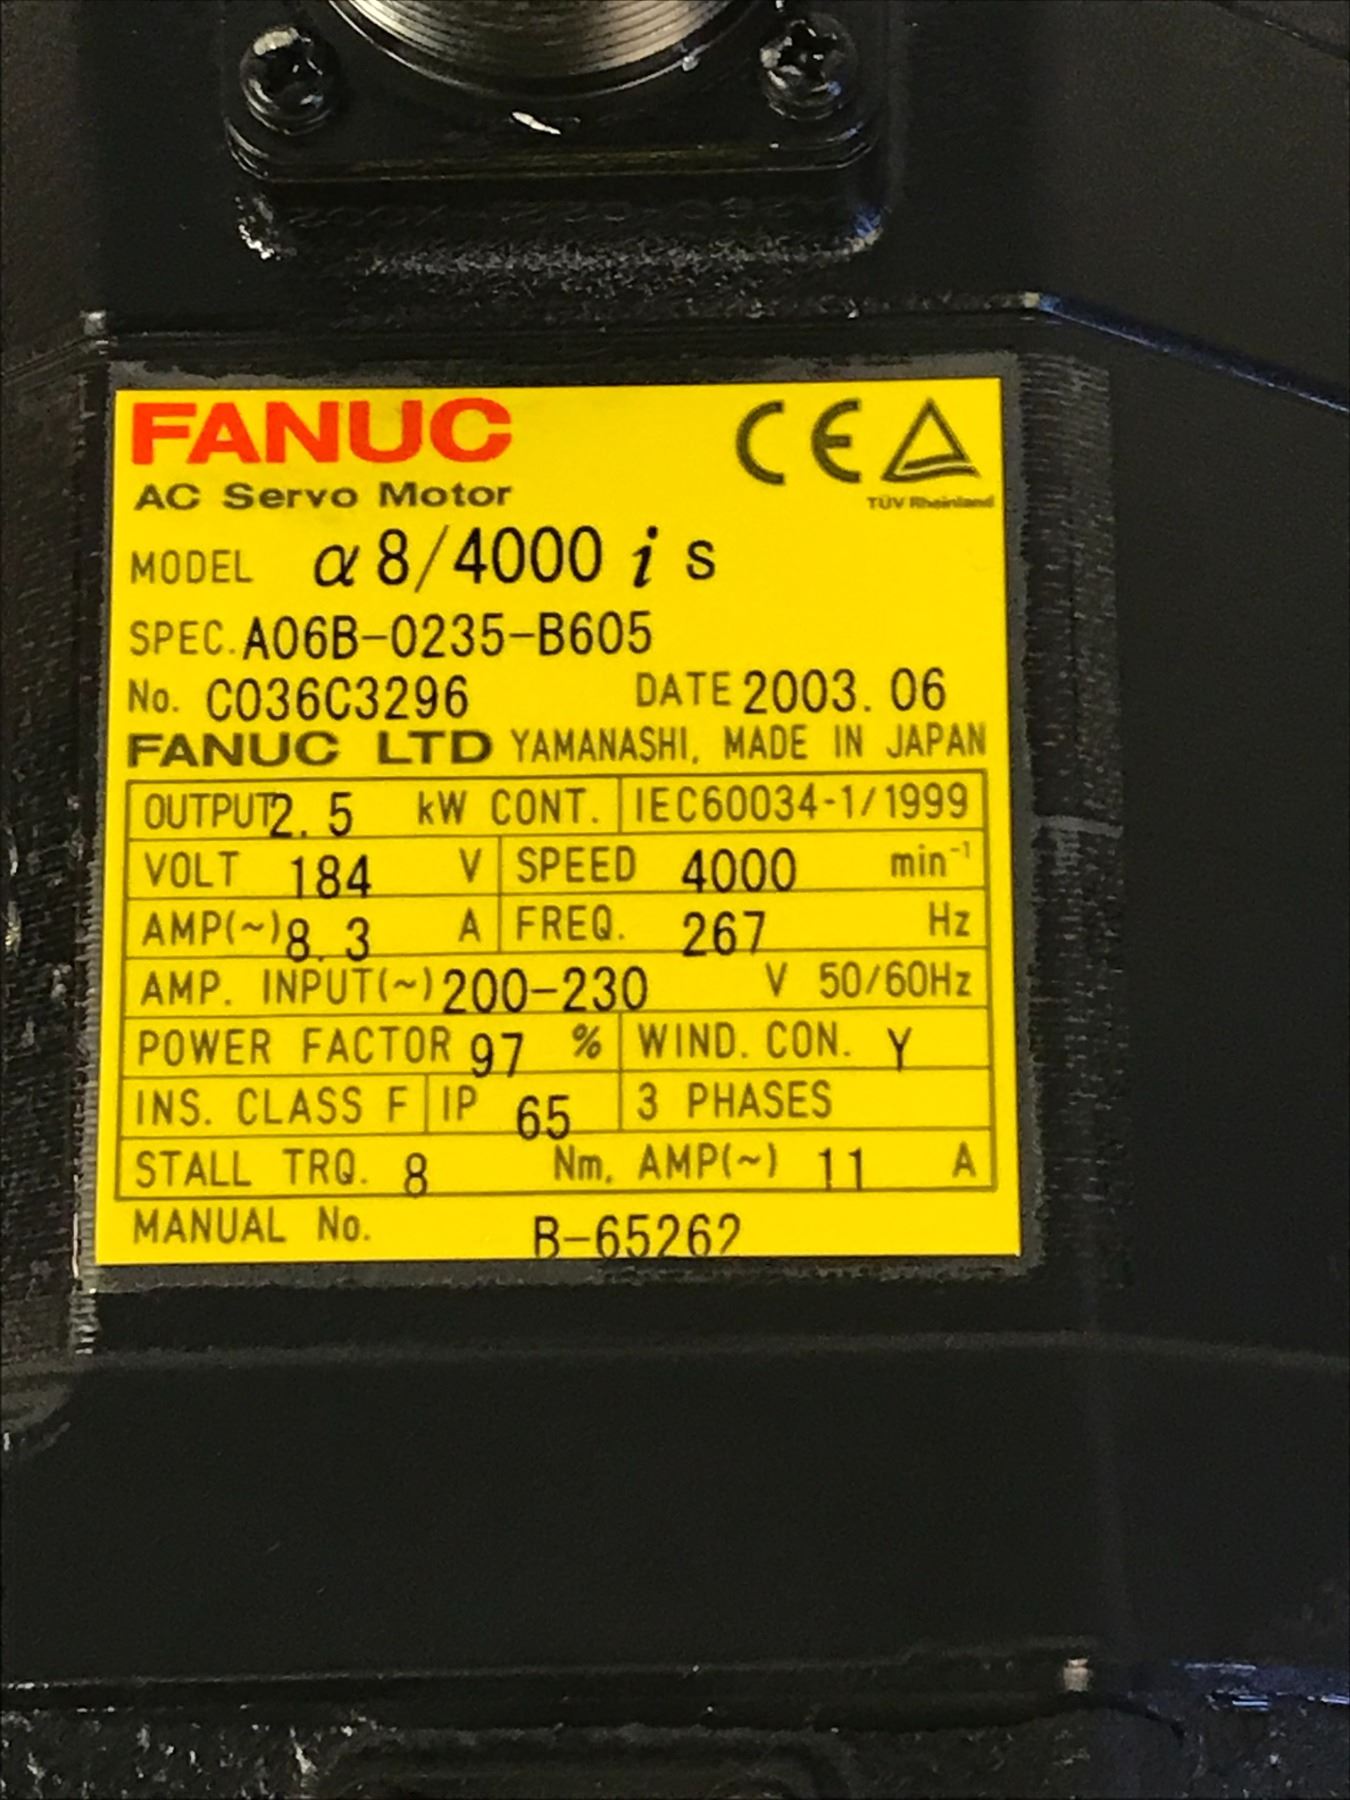 FANUC
CE
TÜV Rheinland
AC Servo Motor
MODEL α8/4000 i s
SPEC. A06B-0235-B605
No. C036C3296 DATE 2003. 06
FANUC LTD YAMANASHI, MADE IN JAPAN
OUTPUT 2. 5 kW CONT. IEC60034-1/1999
VOLT 184 V SPEED 4000 min⁻¹
AMP(~) 8. 3 A FREQ. 267 Hz
AMP. INPUT(~) 200-230 V 50/60Hz
POWER FACTOR 97 % WIND. CON. Y
INS. CLASS F IP 65 3 PHASES
STALL TRQ. 8 Nm, AMP(~) 11 A
MANUAL No. B-65262